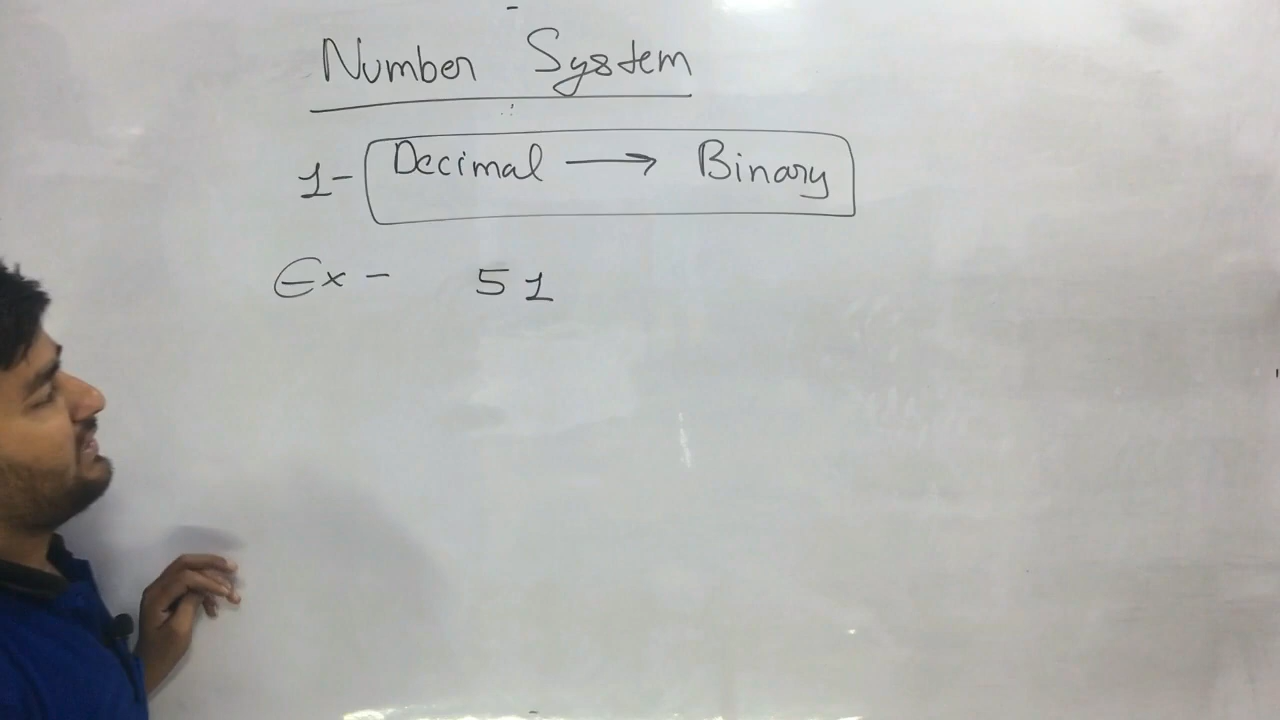 Number System
1- Decimal → Binary
Ex - 51